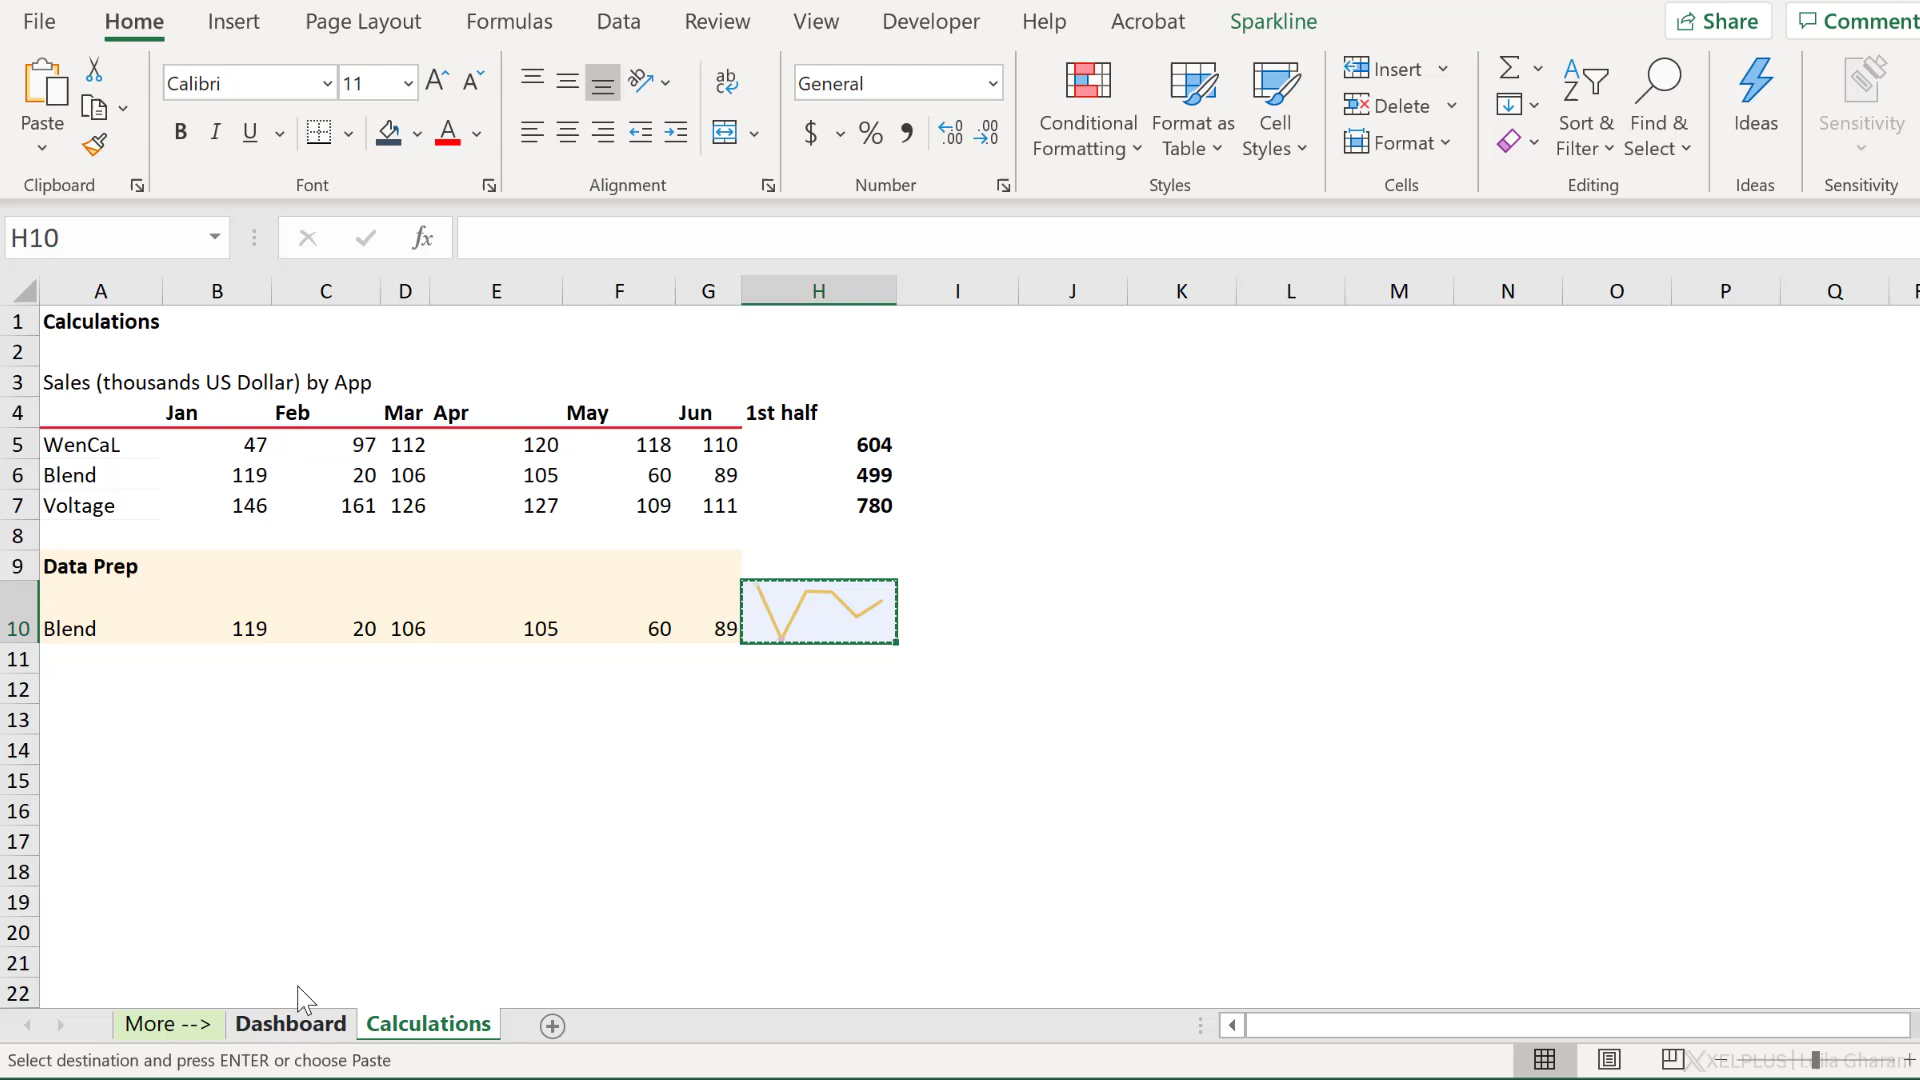 File Home Insert Page Layout Formulas Data Review View Developer Help Acrobat Sparkline Share Comment
Calibri 11 General Insert
Paste Conditional Formatting Format as Table Cell Styles Delete Sort & Filter Find & Select Ideas Sensitivity
B I U $ % Format
Clipboard Font Alignment Number Styles Cells Editing Ideas Sensitivity
H10 fx
A B C D E F G H I J K L M N O P Q
1 Calculations
2
3 Sales (thousands US Dollar) by App
4 Jan Feb Mar Apr May Jun 1st half
5 WenCaL 47 97 112 120 118 110 604
6 Blend 119 20 106 105 60 89 499
7 Voltage 146 161 126 127 109 111 780
8
9 Data Prep
10 Blend 119 20 106 105 60 89
11
12
13
14
15
16
17
18
19
20
21
22
More --> Dashboard Calculations
Select destination and press ENTER or choose Paste XELPLUS | Leila Gharani